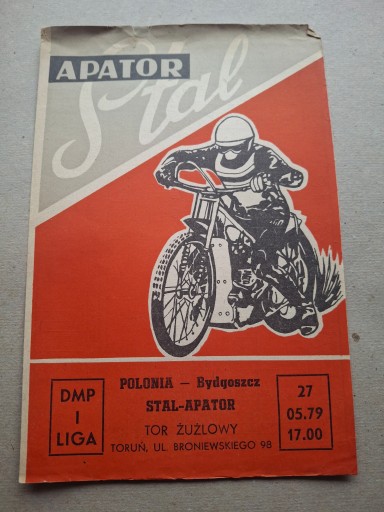 APATOR
Stal
DMP
I
LIGA
POLONIA — Bydgoszcz
STAL-APATOR
TOR ŻUŻLOWY
TORUŃ, UL. BRONIEWSKIEGO 98
27
05.79
17.00